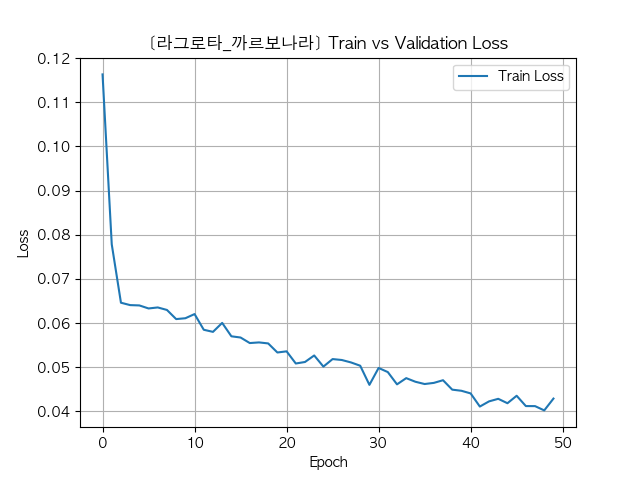 [라그로타_까르보나라] Train vs Validation Loss
Train Loss
Loss
0.12
0.11
0.10
0.09
0.08
0.07
0.06
0.05
0.04
0 10 20 30 40 50
Epoch